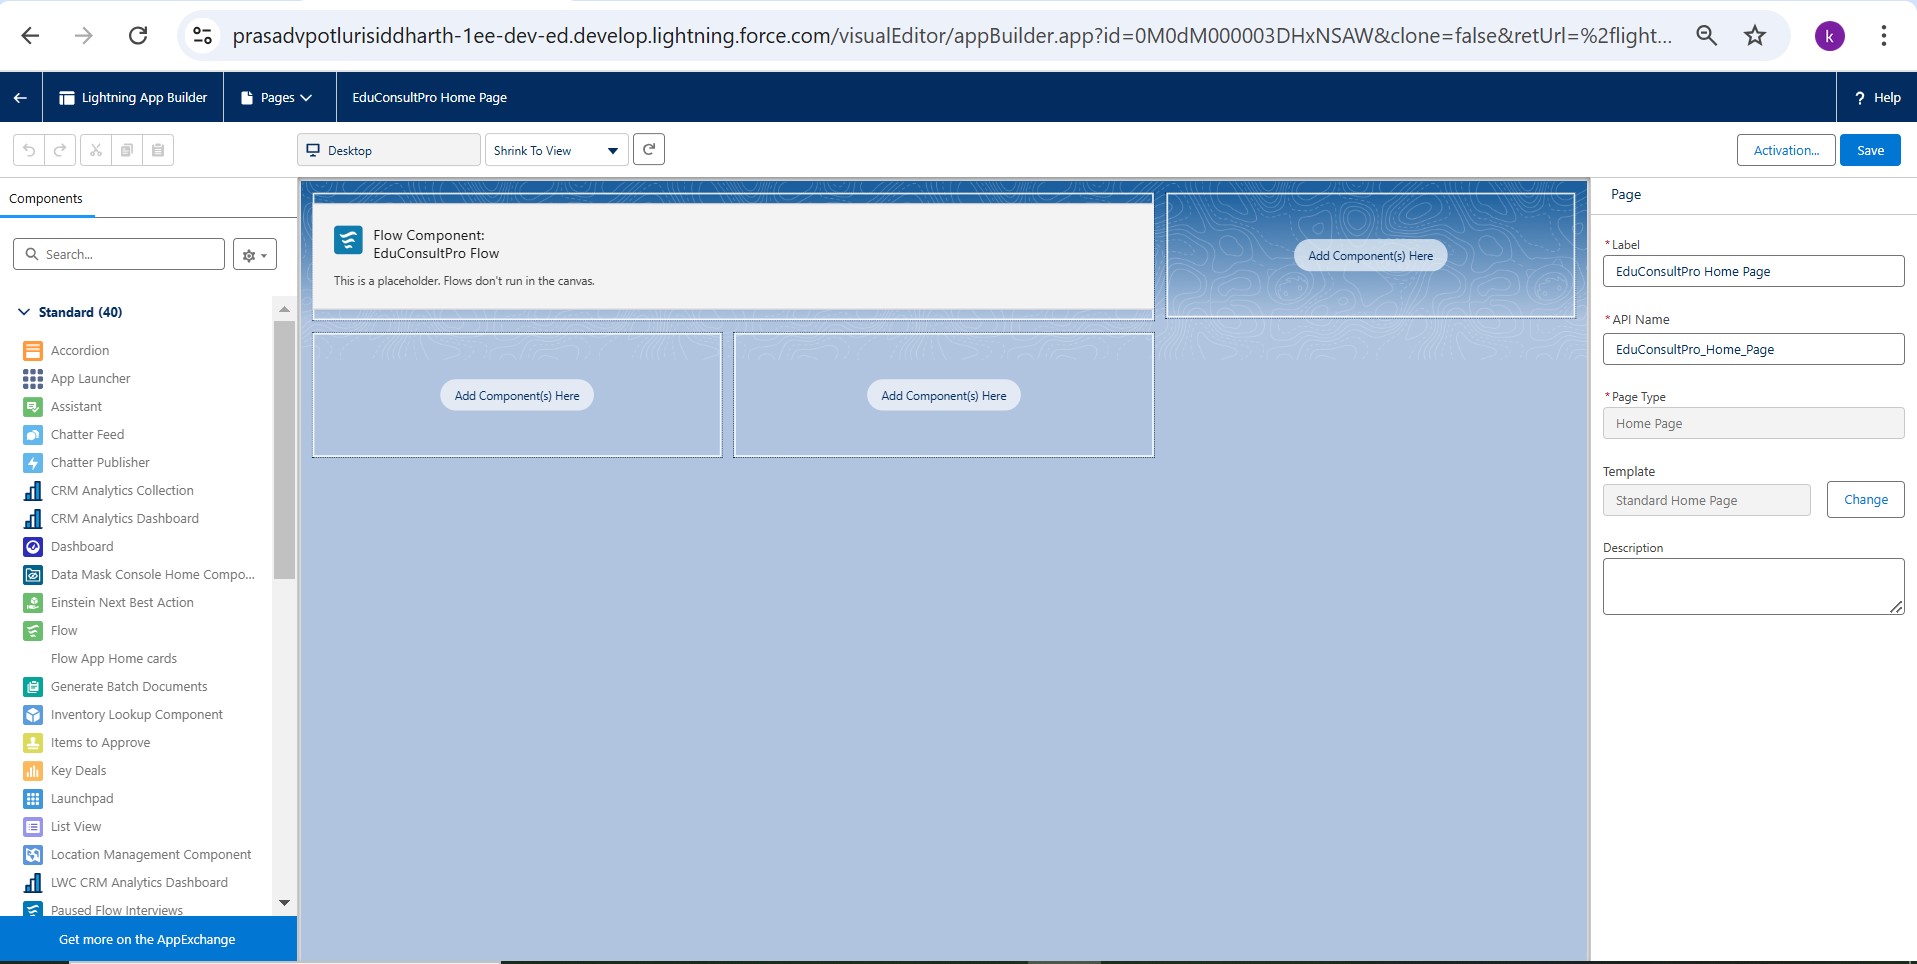 prasadvpotlurisiddharth-1ee-dev-ed.develop.lightning.force.com/visualEditor/appBuilder.app?id=0M0dM000003DHxNSAW&clone=false&retUrl=%2flight...
k
Lightning App Builder
Pages
EduConsultPro Home Page
? Help
Desktop
Shrink To View
Activation...
Save
Components
Search...
Standard (40)
Accordion
App Launcher
Assistant
Chatter Feed
Chatter Publisher
CRM Analytics Collection
CRM Analytics Dashboard
Dashboard
Data Mask Console Home Compo...
Einstein Next Best Action
Flow
Flow App Home cards
Generate Batch Documents
Inventory Lookup Component
Items to Approve
Key Deals
Launchpad
List View
Location Management Component
LWC CRM Analytics Dashboard
Paused Flow Interviews
Get more on the AppExchange
Flow Component:
EduConsultPro Flow
This is a placeholder. Flows don't run in the canvas.
Add Component(s) Here
Add Component(s) Here
Add Component(s) Here
Page
*Label
EduConsultPro Home Page
*API Name
EduConsultPro_Home_Page
*Page Type
Home Page
Template
Standard Home Page
Change
Description